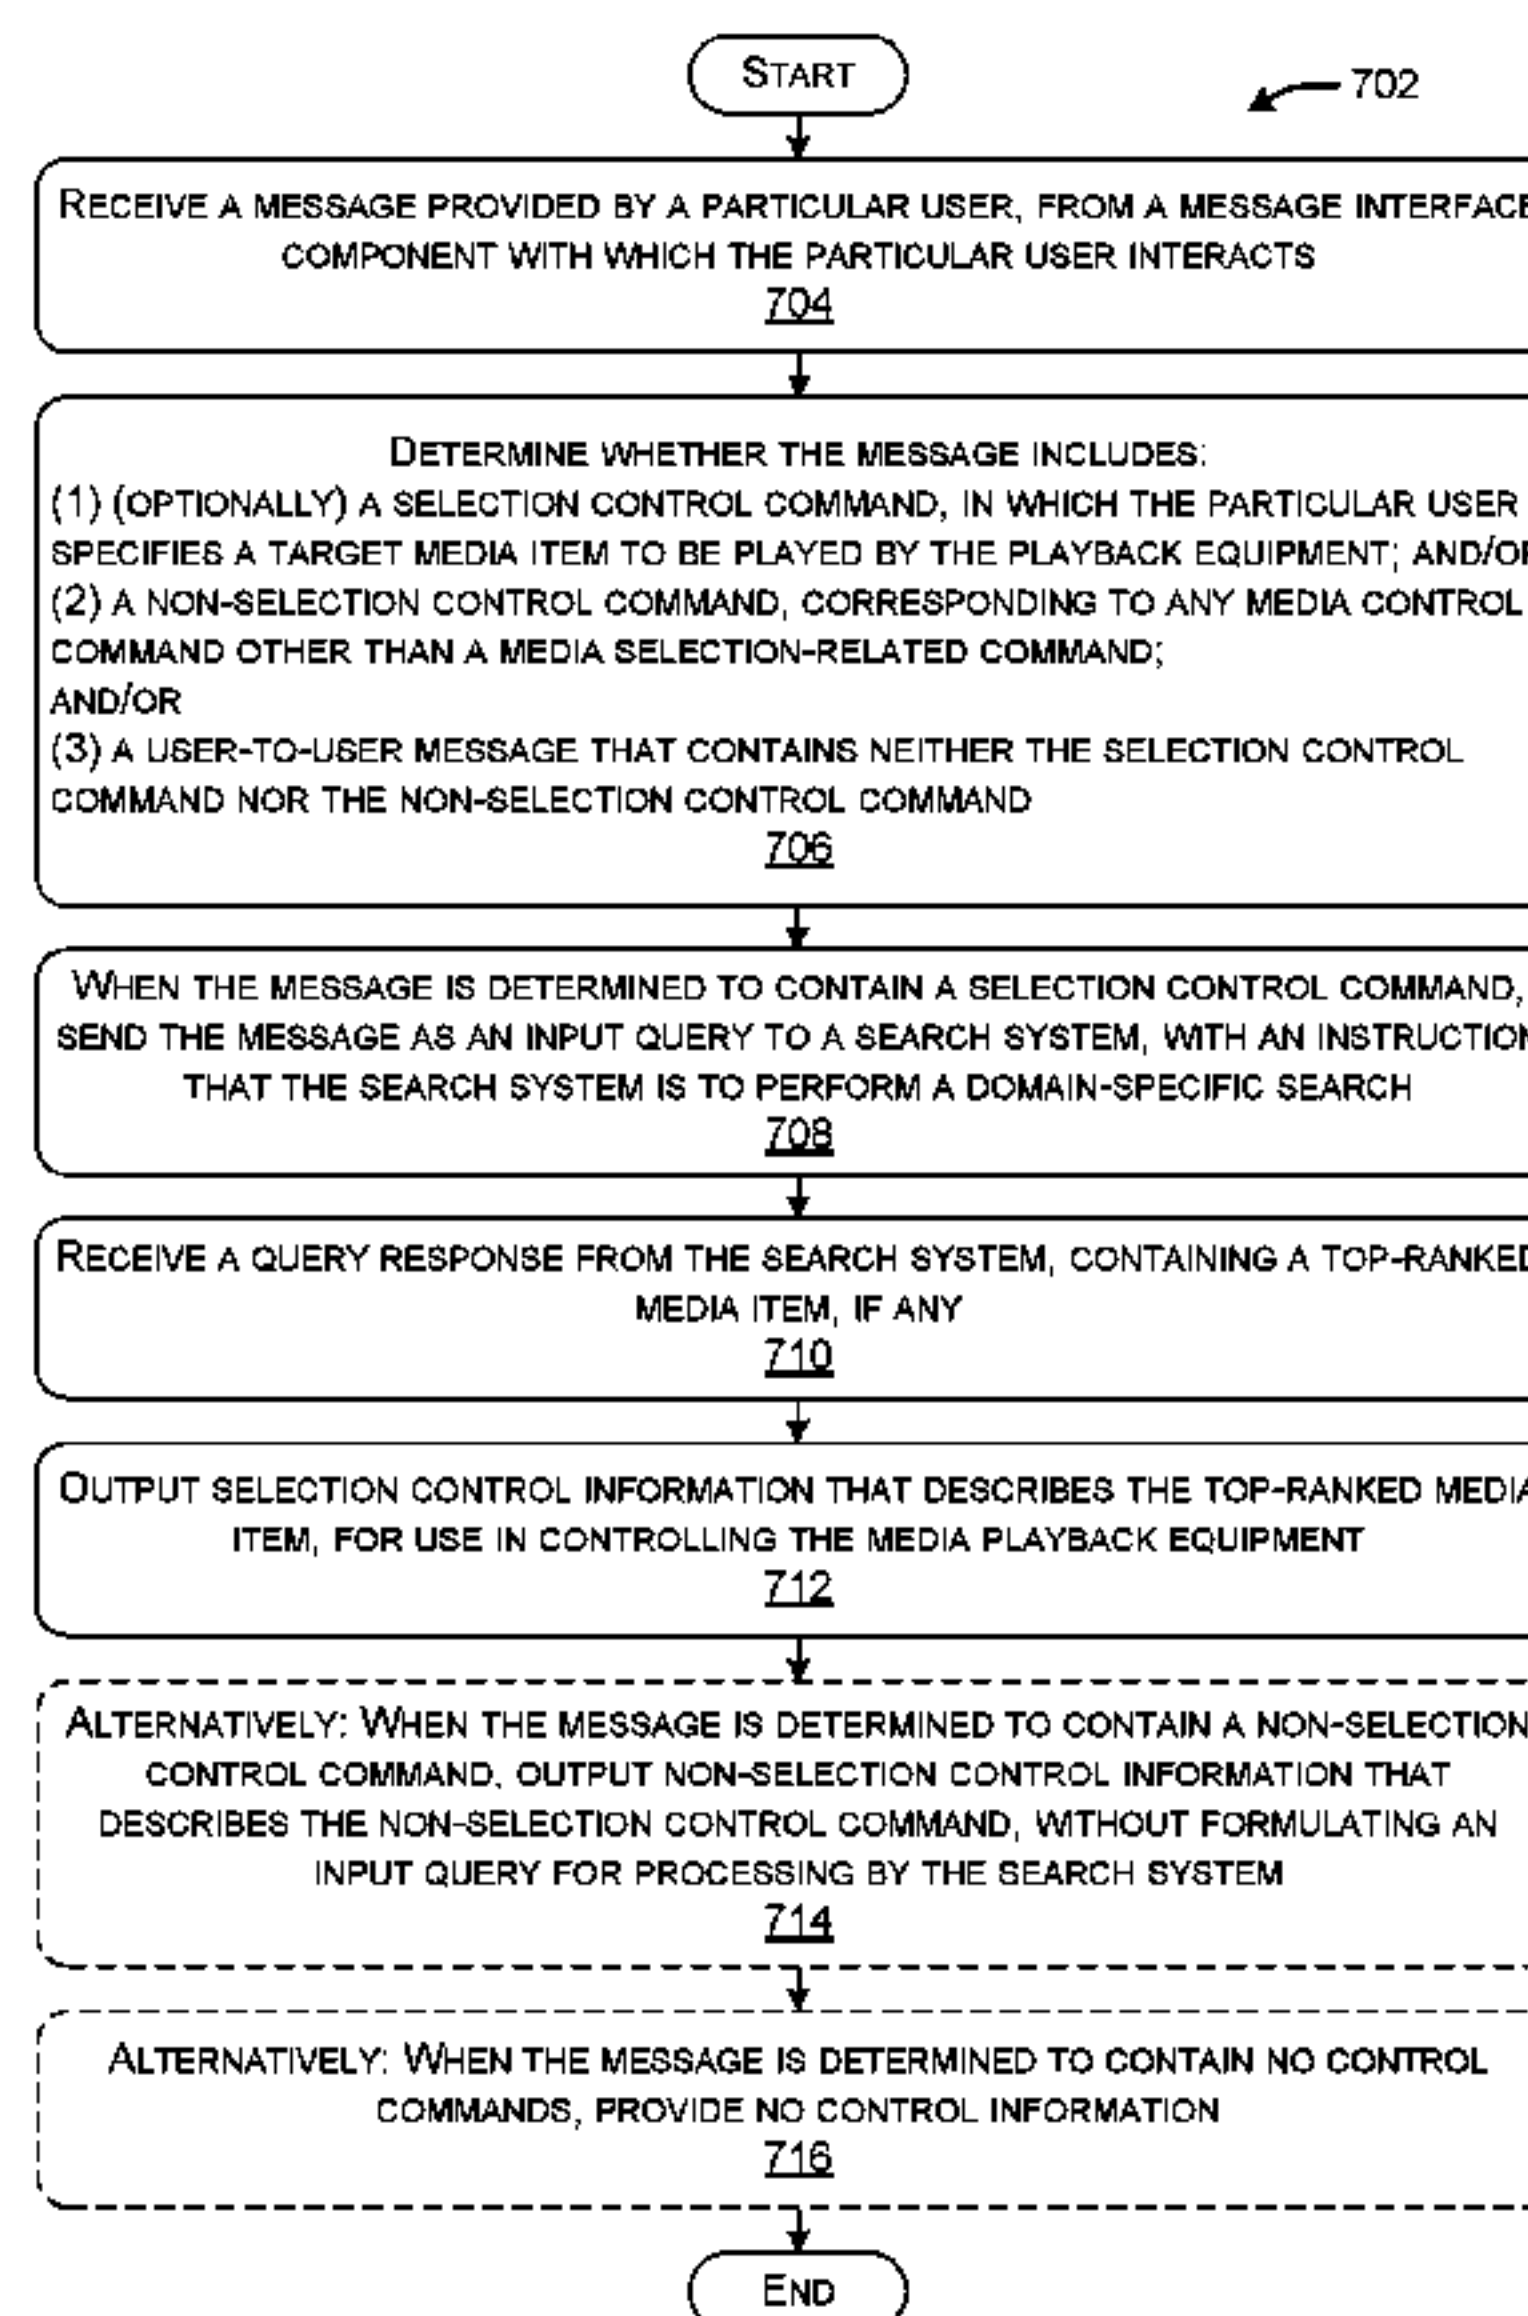 START
702
RECEIVE A MESSAGE PROVIDED BY A PARTICULAR USER, FROM A MESSAGE INTERFACE
COMPONENT WITH WHICH THE PARTICULAR USER INTERACTS
704
DETERMINE WHETHER THE MESSAGE INCLUDES:
(1) (OPTIONALLY) A SELECTION CONTROL COMMAND, IN WHICH THE PARTICULAR USER
SPECIFIES A TARGET MEDIA ITEM TO BE PLAYED BY THE PLAYBACK EQUIPMENT; AND/OR
(2) A NON-SELECTION CONTROL COMMAND, CORRESPONDING TO ANY MEDIA CONTROL
COMMAND OTHER THAN A MEDIA SELECTION-RELATED COMMAND;
AND/OR
(3) A USER-TO-USER MESSAGE THAT CONTAINS NEITHER THE SELECTION CONTROL
COMMAND NOR THE NON-SELECTION CONTROL COMMAND
706
WHEN THE MESSAGE IS DETERMINED TO CONTAIN A SELECTION CONTROL COMMAND,
SEND THE MESSAGE AS AN INPUT QUERY TO A SEARCH SYSTEM, WITH AN INSTRUCTION
THAT THE SEARCH SYSTEM IS TO PERFORM A DOMAIN-SPECIFIC SEARCH
708
RECEIVE A QUERY RESPONSE FROM THE SEARCH SYSTEM, CONTAINING A TOP-RANKED
MEDIA ITEM, IF ANY
710
OUTPUT SELECTION CONTROL INFORMATION THAT DESCRIBES THE TOP-RANKED MEDIA
ITEM, FOR USE IN CONTROLLING THE MEDIA PLAYBACK EQUIPMENT
712
ALTERNATIVELY: WHEN THE MESSAGE IS DETERMINED TO CONTAIN A NON-SELECTION
CONTROL COMMAND, OUTPUT NON-SELECTION CONTROL INFORMATION THAT
DESCRIBES THE NON-SELECTION CONTROL COMMAND, WITHOUT FORMULATING AN
INPUT QUERY FOR PROCESSING BY THE SEARCH SYSTEM
714
ALTERNATIVELY: WHEN THE MESSAGE IS DETERMINED TO CONTAIN NO CONTROL
COMMANDS, PROVIDE NO CONTROL INFORMATION
716
END